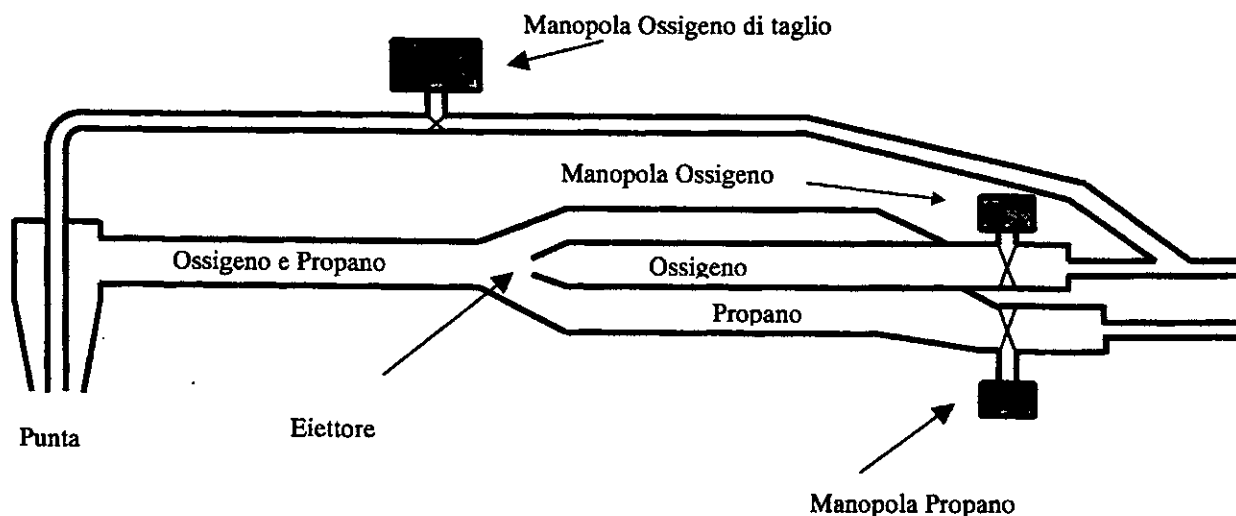 Manopola Ossigeno di taglio
Manopola Ossigeno
Ossigeno e Propano
Ossigeno
Propano
Eiettore
Punta
Manopola Propano